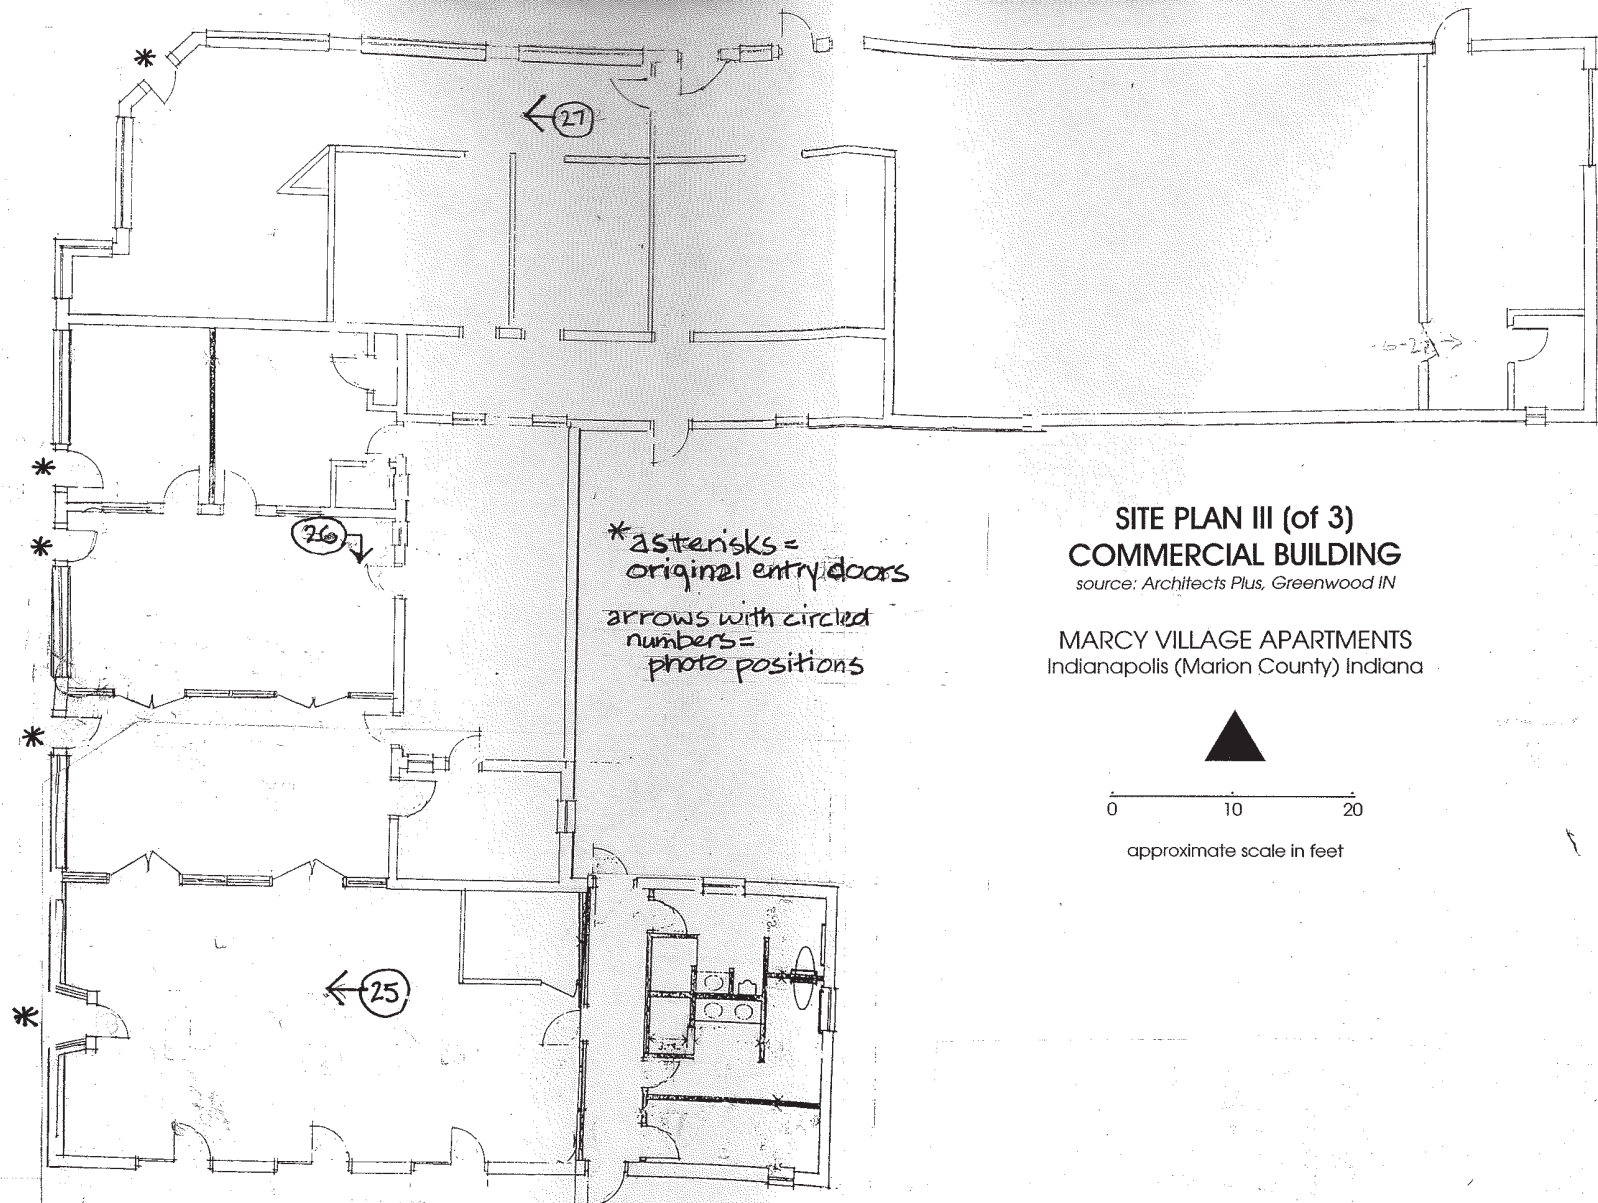 *
27
*
*
26
*asterisks =
original entry doors
arrows with circled
numbers =
photo positions
SITE PLAN III (of 3)
COMMERCIAL BUILDING
source: Architects Plus, Greenwood IN
MARCY VILLAGE APARTMENTS
Indianapolis (Marion County) Indiana
0 10 20
approximate scale in feet
*
25
*